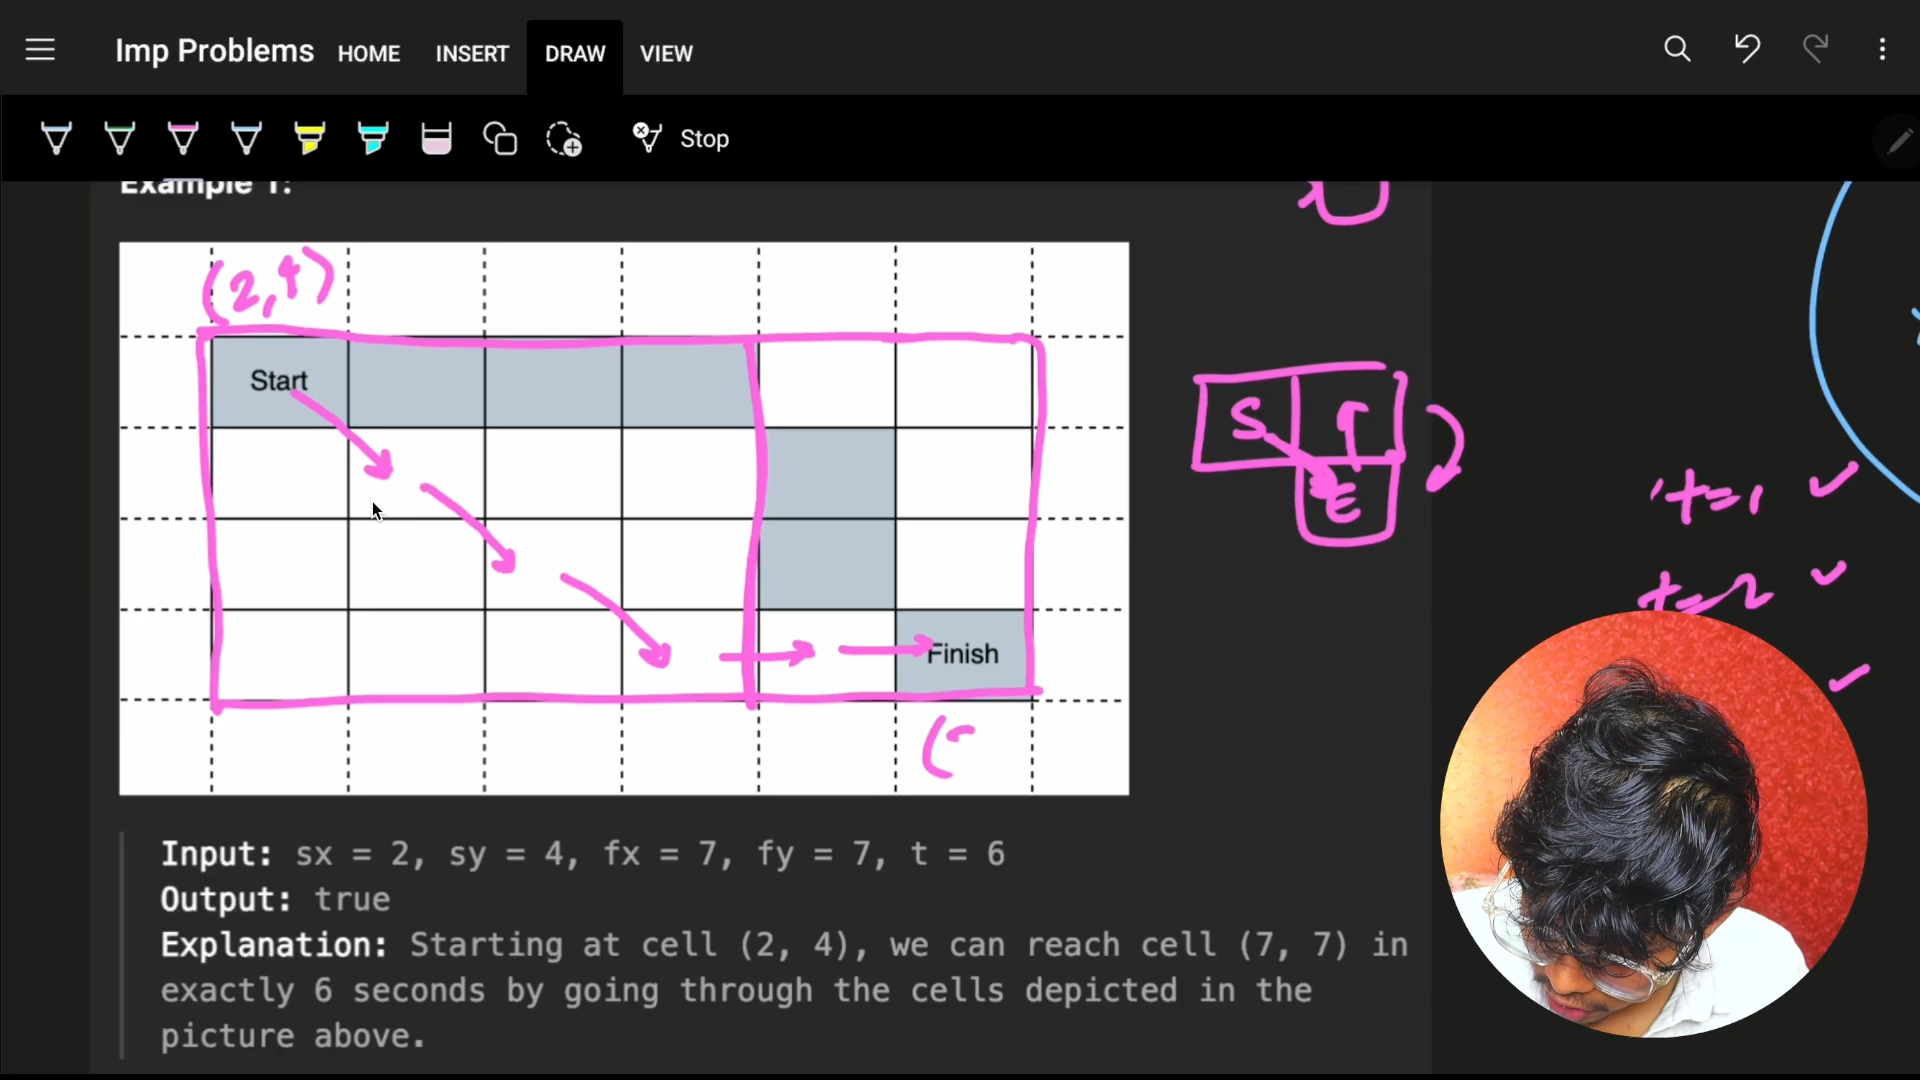 Imp Problems HOME INSERT DRAW VIEW
Stop
Example 1:
(2,4)
Start
S
E
t=1
t=2
Finish
Input: sx = 2, sy = 4, fx = 7, fy = 7, t = 6
Output: true
Explanation: Starting at cell (2, 4), we can reach cell (7, 7) in
exactly 6 seconds by going through the cells depicted in the
picture above.